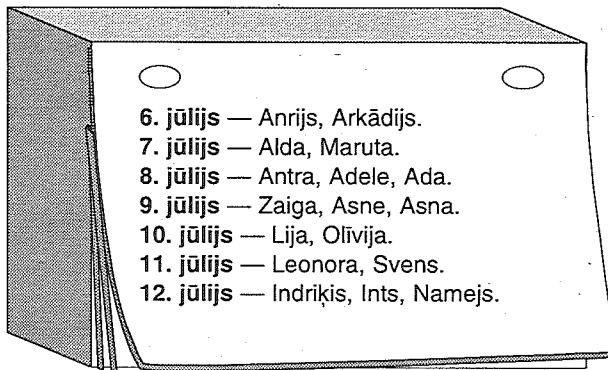 6. jūlijs — Anrijs, Arkādijs.
7. jūlijs — Alda, Maruta.
8. jūlijs — Antra, Adele, Ada.
9. jūlijs — Zaiga, Asne, Asna.
10. jūlijs — Lija, Olīvija.
11. jūlijs — Leonora, Svens.
12. jūlijs — Indriķis, Ints, Namejs.